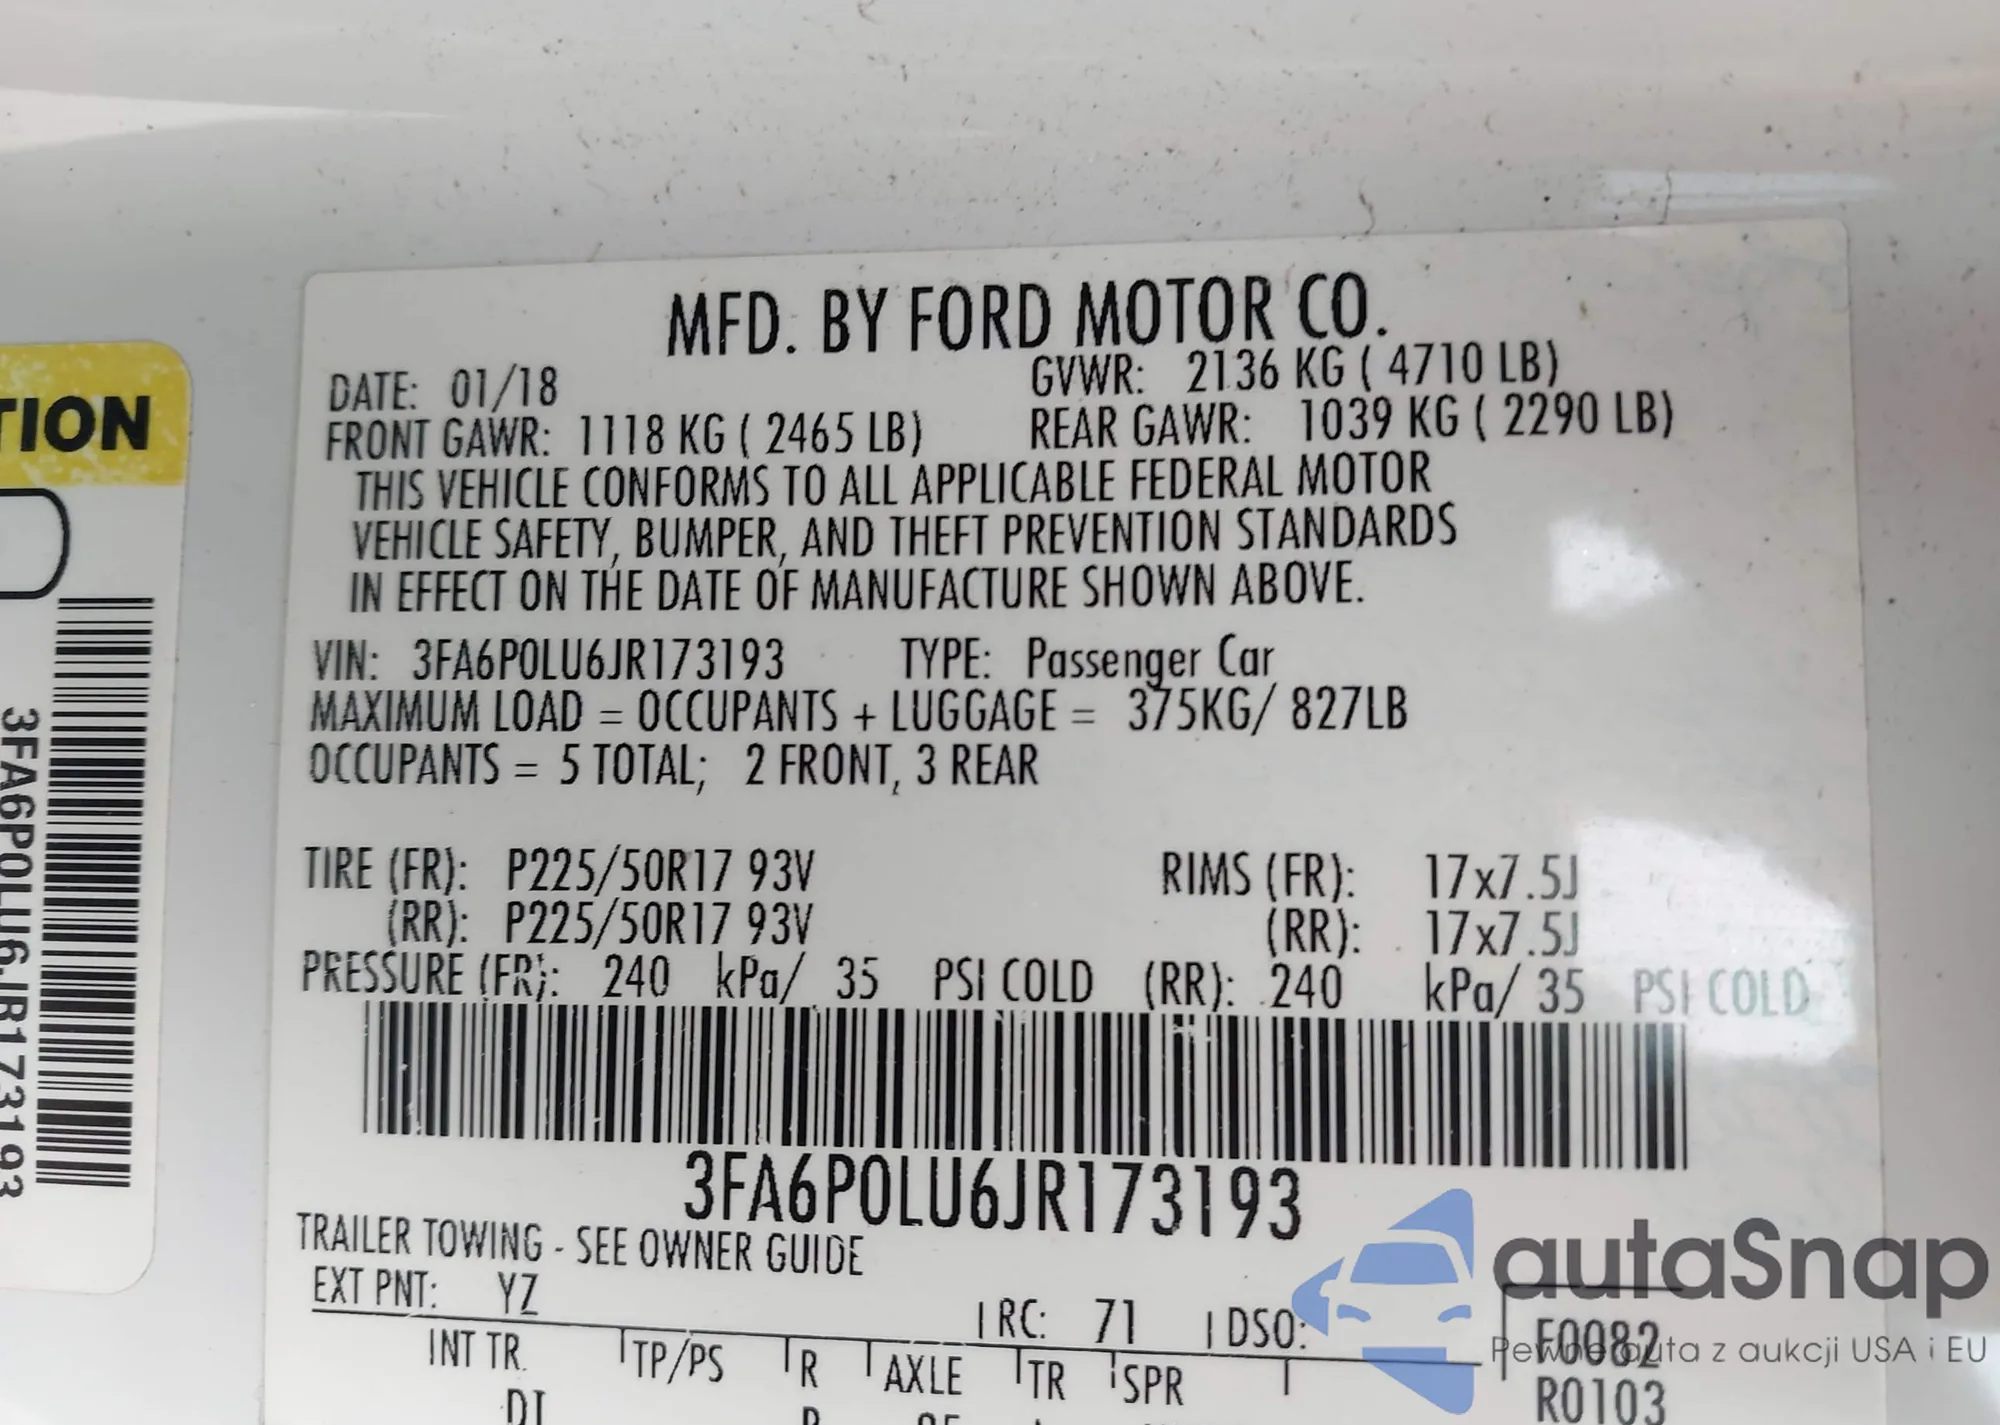 MFD. BY FORD MOTOR CO.
DATE: 01/18 GVWR: 2136 KG ( 4710 LB)
FRONT GAWR: 1118 KG ( 2465 LB) REAR GAWR: 1039 KG ( 2290 LB)
THIS VEHICLE CONFORMS TO ALL APPLICABLE FEDERAL MOTOR
VEHICLE SAFETY, BUMPER, AND THEFT PREVENTION STANDARDS
IN EFFECT ON THE DATE OF MANUFACTURE SHOWN ABOVE.
VIN: 3FA6P0LU6JR173193 TYPE: Passenger Car
MAXIMUM LOAD = OCCUPANTS + LUGGAGE = 375KG/ 827LB
OCCUPANTS = 5 TOTAL; 2 FRONT, 3 REAR
TIRE (FR): P225/50R17 93V RIMS (FR): 17x7.5J
(RR): P225/50R17 93V (RR): 17x7.5J
PRESSURE (FR): 240 kPa/ 35 PSI COLD (RR): 240 kPa/ 35 PSI COLD
3FA6P0LU6JR173193
TRAILER TOWING - SEE OWNER GUIDE
EXT PNT: YZ RC: 71 DSO:
INT TR TP/PS R AXLE TR SPR
F0082
R0103
TION
3FA6P0LU6JR173193
autaSnap
Pewne auta z aukcji USA i EU